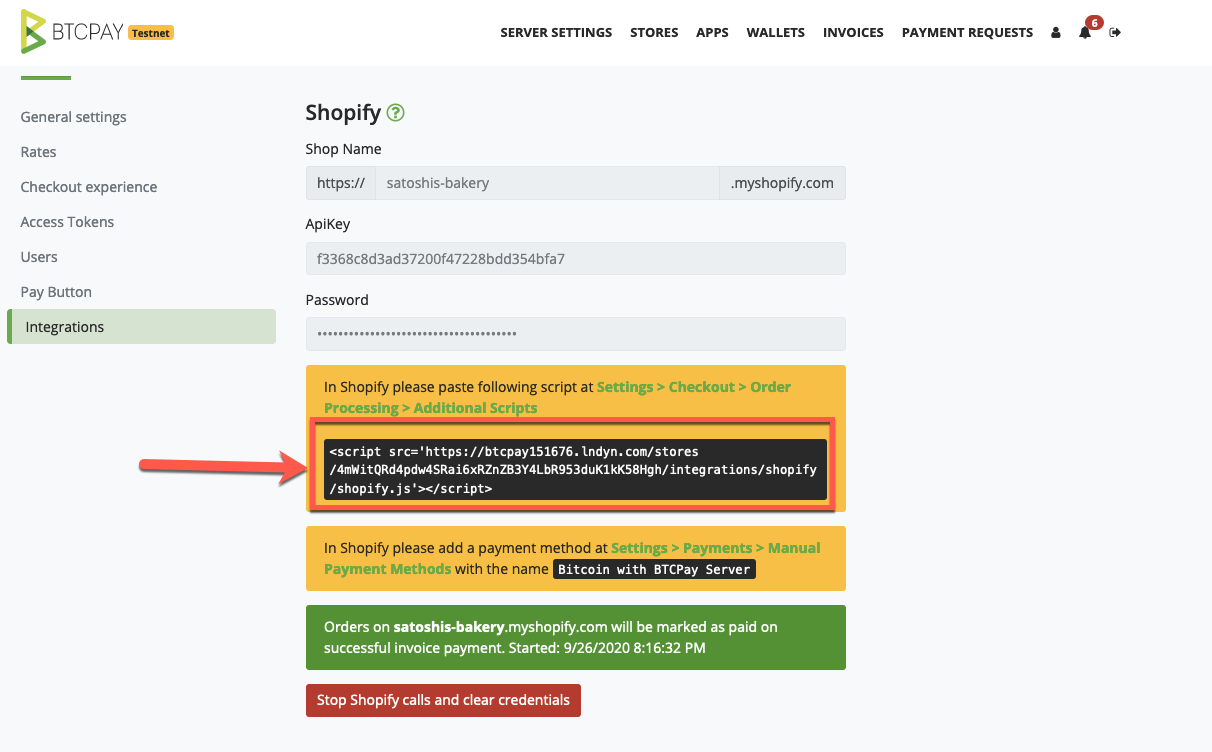 BTCPAY Testnet
SERVER SETTINGS STORES APPS WALLETS INVOICES PAYMENT REQUESTS 6
General settings
Rates
Checkout experience
Access Tokens
Users
Pay Button
Integrations
Shopify ?
Shop Name
https:// satoshis-bakery .myshopify.com
ApiKey
f3368c8d3ad37200f47228bdd354bfa7
Password
••••••••••••••••••••••••••••••••••••••
In Shopify please paste following script at Settings > Checkout > Order
Processing > Additional Scripts
<script src='https://btcpay151676.lndyn.com/stores
/4mWitQRd4pdw4SRai6xRZnZB3Y4LbR953duK1kK58Hgh/integrations/shopify
/shopify.js'></script>
In Shopify please add a payment method at Settings > Payments > Manual
Payment Methods with the name Bitcoin with BTCPay Server
Orders on satoshis-bakery.myshopify.com will be marked as paid on
successful invoice payment. Started: 9/26/2020 8:16:32 PM
Stop Shopify calls and clear credentials